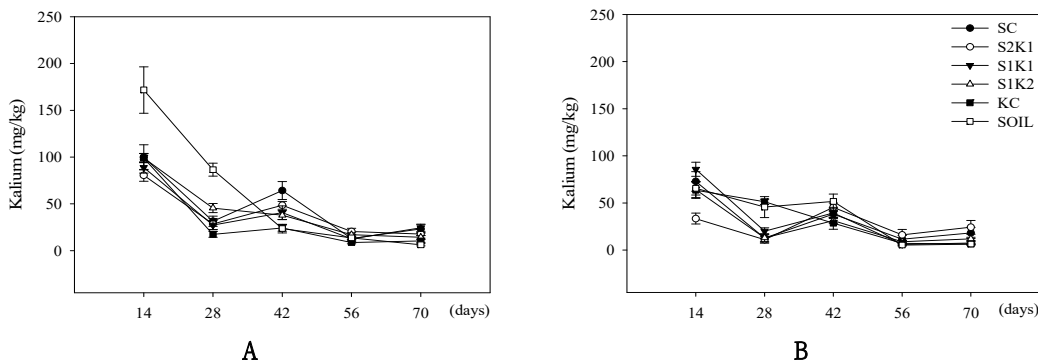 250
200
150
100
50
0
Kalium (mg/kg)
14 28 42 56 70 (days)
A
250
200
150
100
50
0
Kalium (mg/kg)
14 28 42 56 70 (days)
SC
S2K1
S1K1
S1K2
KC
SOIL
B